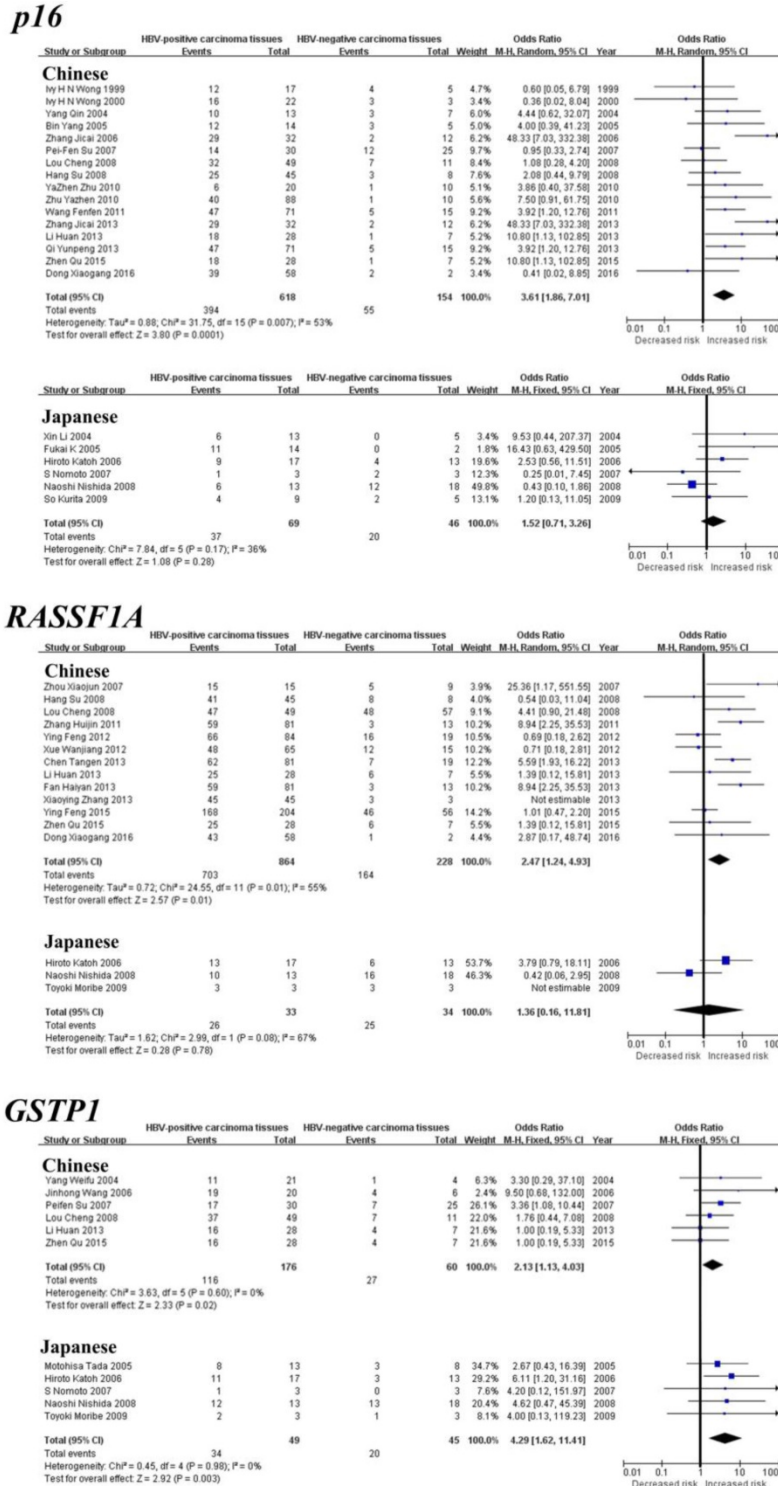 p16
HBV-positive carcinoma tissues HBV-negative carcinoma tissues Odds Ratio Odds Ratio
Study or Subgroup Events Total Events Total Weight M-H, Random, 95% CI Year M-H, Random, 95% CI
Chinese
Ivy H N Wong 1999 12 17 4 5 4.7% 0.60 [0.05, 6.79] 1999
Ivy H N Wong 2000 16 22 3 3 3.4% 0.36 [0.02, 8.04] 2000
Yang Qin 2004 10 13 3 7 5.6% 4.44 [0.62, 32.07] 2004
Bin Yang 2005 12 14 3 5 5.0% 4.00 [0.39, 41.23] 2005
Zhang Jicai 2006 29 32 2 12 5.6% 48.33 [7.03, 332.38] 2006
Pei-Fen Su 2007 14 30 12 25 9.9% 0.95 [0.33, 2.74] 2007
Lou Cheng 2008 32 49 7 11 8.0% 1.08 [0.28, 4.20] 2008
Hang Su 2008 25 45 3 8 7.2% 2.08 [0.44, 9.79] 2008
YaZhen Zhu 2010 6 20 1 10 5.0% 3.86 [0.40, 37.58] 2010
Zhu Yazhen 2010 40 88 1 10 5.5% 7.50 [0.91, 61.75] 2010
Wang Fenfen 2011 47 71 5 15 9.2% 3.92 [1.20, 12.76] 2011
Zhang Jicai 2013 29 32 2 12 5.6% 48.33 [7.03, 332.38] 2013
Li Huan 2013 18 28 1 7 5.0% 10.80 [1.13, 102.85] 2013
Qi Yunpeng 2013 47 71 5 15 9.2% 3.92 [1.20, 12.76] 2013
Zhen Qu 2015 18 28 1 7 5.0% 10.80 [1.13, 102.85] 2015
Dong Xiaogang 2016 39 58 2 2 3.4% 0.41 [0.02, 8.85] 2016
Total (95% CI) 618 154 100.0% 3.61 [1.86, 7.01]
Total events 394 55
Heterogeneity: Tau² = 0.88; Chi² = 31.75, df = 15 (P = 0.007); I² = 53%
Test for overall effect: Z = 3.80 (P = 0.0001)
0.01 0.1 1 10 100
Decreased risk Increased risk
HBV-positive carcinoma tissues HBV-negative carcinoma tissues Odds Ratio Odds Ratio
Study or Subgroup Events Total Events Total Weight M-H, Fixed, 95% CI Year M-H, Fixed, 95% CI
Japanese
Xin Li 2004 6 13 0 5 3.4% 9.53 [0.44, 207.37] 2004
Fukai K 2005 11 14 0 2 1.8% 16.43 [0.63, 429.50] 2005
Hiroto Katoh 2006 9 17 4 13 19.6% 2.53 [0.56, 11.51] 2006
S Nomoto 2007 1 3 2 3 12.3% 0.25 [0.01, 7.45] 2007
Naoshi Nishida 2008 6 13 12 18 49.8% 0.43 [0.10, 1.86] 2008
So Kurita 2009 4 9 2 5 13.1% 1.20 [0.13, 11.05] 2009
Total (95% CI) 69 46 100.0% 1.52 [0.71, 3.26]
Total events 37 20
Heterogeneity: Chi² = 7.84, df = 5 (P = 0.17); I² = 36%
Test for overall effect: Z = 1.08 (P = 0.28)
0.01 0.1 1 10 100
Decreased risk Increased risk
RASSF1A
HBV-positive carcinoma tissues HBV-negative carcinoma tissues Odds Ratio Odds Ratio
Study or Subgroup Events Total Events Total Weight M-H, Random, 95% CI Year M-H, Random, 95% CI
Chinese
Zhou Xiaojun 2007 15 15 5 9 3.9% 25.36 [1.17, 551.55] 2007
Hang Su 2008 41 45 8 8 4.2% 0.54 [0.03, 11.04] 2008
Lou Cheng 2008 47 49 48 57 9.1% 4.41 [0.90, 21.48] 2008
Zhang Huijin 2011 59 81 3 13 10.2% 8.94 [2.25, 35.53] 2011
Ying Feng 2012 66 84 16 19 10.5% 0.69 [0.18, 2.62] 2012
Xue Wanjiang 2012 48 65 12 15 10.2% 0.71 [0.18, 2.81] 2012
Chen Tangen 2013 62 81 7 19 12.2% 5.59 [1.93, 16.22] 2013
Li Huan 2013 25 28 6 7 5.5% 1.39 [0.12, 15.81] 2013
Fan Haiyan 2013 59 81 3 13 10.2% 8.94 [2.25, 35.53] 2013
Xiaoying Zhang 2013 45 45 3 3 Not estimable 2013
Ying Feng 2015 168 204 46 56 14.2% 1.01 [0.47, 2.20] 2015
Zhen Qu 2015 25 28 6 7 5.5% 1.39 [0.12, 15.81] 2015
Dong Xiaogang 2016 43 58 1 2 4.4% 2.87 [0.17, 48.74] 2016
Total (95% CI) 864 228 100.0% 2.47 [1.24, 4.93]
Total events 703 164
Heterogeneity: Tau² = 0.72; Chi² = 24.55, df = 11 (P = 0.01); I² = 55%
Test for overall effect: Z = 2.57 (P = 0.01)
Japanese
Hiroto Katoh 2006 13 17 6 13 53.7% 3.79 [0.79, 18.11] 2006
Naoshi Nishida 2008 10 13 16 18 46.3% 0.42 [0.06, 2.95] 2008
Toyoki Moribe 2009 3 3 3 3 Not estimable 2009
Total (95% CI) 33 34 100.0% 1.36 [0.16, 11.81]
Total events 26 25
Heterogeneity: Tau² = 1.62; Chi² = 2.99, df = 1 (P = 0.08); I² = 67%
Test for overall effect: Z = 0.28 (P = 0.78)
0.01 0.1 1 10 100
Decreased risk Increased risk
GSTP1
HBV-positive carcinoma tissues HBV-negative carcinoma tissues Odds Ratio Odds Ratio
Study or Subgroup Events Total Events Total Weight M-H, Fixed, 95% CI Year M-H, Fixed, 95% CI
Chinese
Yang Weifu 2004 11 21 1 4 6.3% 3.30 [0.29, 37.10] 2004
Jinhong Wang 2006 19 20 4 6 2.4% 9.50 [0.68, 132.00] 2006
Peifen Su 2007 17 30 7 25 26.1% 3.36 [1.08, 10.44] 2007
Lou Cheng 2008 37 49 7 11 22.0% 1.76 [0.44, 7.08] 2008
Li Huan 2013 16 28 4 7 21.6% 1.00 [0.19, 5.33] 2013
Zhen Qu 2015 16 28 4 7 21.6% 1.00 [0.19, 5.33] 2015
Total (95% CI) 176 60 100.0% 2.13 [1.13, 4.03]
Total events 116 27
Heterogeneity: Chi² = 3.63, df = 5 (P = 0.60); I² = 0%
Test for overall effect: Z = 2.33 (P = 0.02)
Japanese
Motohisa Tada 2005 8 13 3 8 34.7% 2.67 [0.43, 16.39] 2005
Hiroto Katoh 2006 11 17 3 13 29.2% 6.11 [1.20, 31.16] 2006
S Nomoto 2007 1 3 0 3 7.6% 4.20 [0.12, 151.97] 2007
Naoshi Nishida 2008 12 13 13 18 20.4% 4.62 [0.47, 45.39] 2008
Toyoki Moribe 2009 2 3 1 3 8.1% 4.00 [0.13, 119.23] 2009
Total (95% CI) 49 45 100.0% 4.29 [1.62, 11.41]
Total events 34 20
Heterogeneity: Chi² = 0.45, df = 4 (P = 0.98); I² = 0%
Test for overall effect: Z = 2.92 (P = 0.003)
0.01 0.1 1 10 100
Decreased risk Increased risk